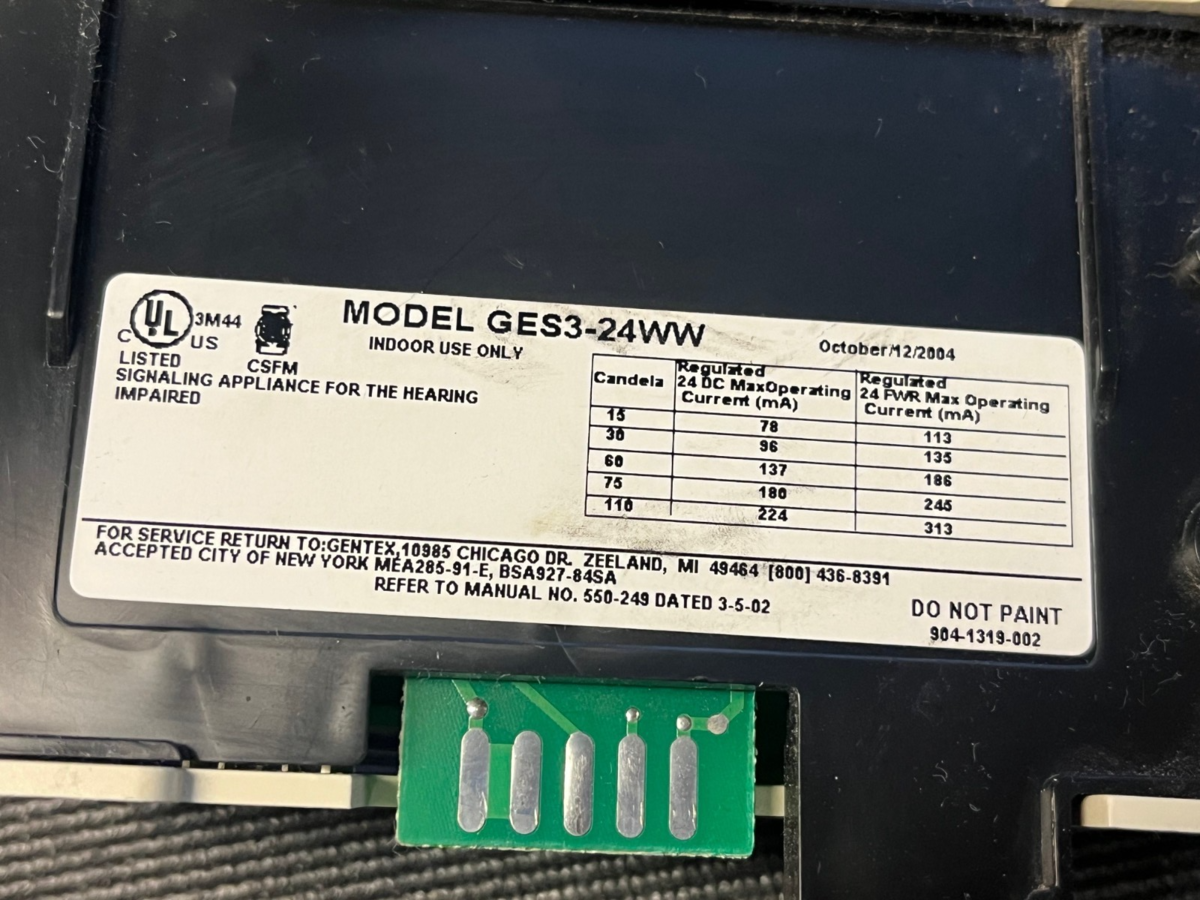 UL
3M44
C US
LISTED
CSFM
MODEL GES3-24WW
INDOOR USE ONLY
October/12/2004
SIGNALING APPLIANCE FOR THE HEARING
IMPAIRED
Candela Regulated 24 DC MaxOperating Current (mA) Regulated 24 FWR Max Operating Current (mA)
15 78 113
30 96 135
60 137 186
75 180 245
110 224 313
FOR SERVICE RETURN TO:GENTEX,10985 CHICAGO DR. ZEELAND, MI 49464 [800] 436-8391
ACCEPTED CITY OF NEW YORK MEA285-91-E, BSA927-84SA
REFER TO MANUAL NO. 550-249 DATED 3-5-02
DO NOT PAINT
904-1319-002